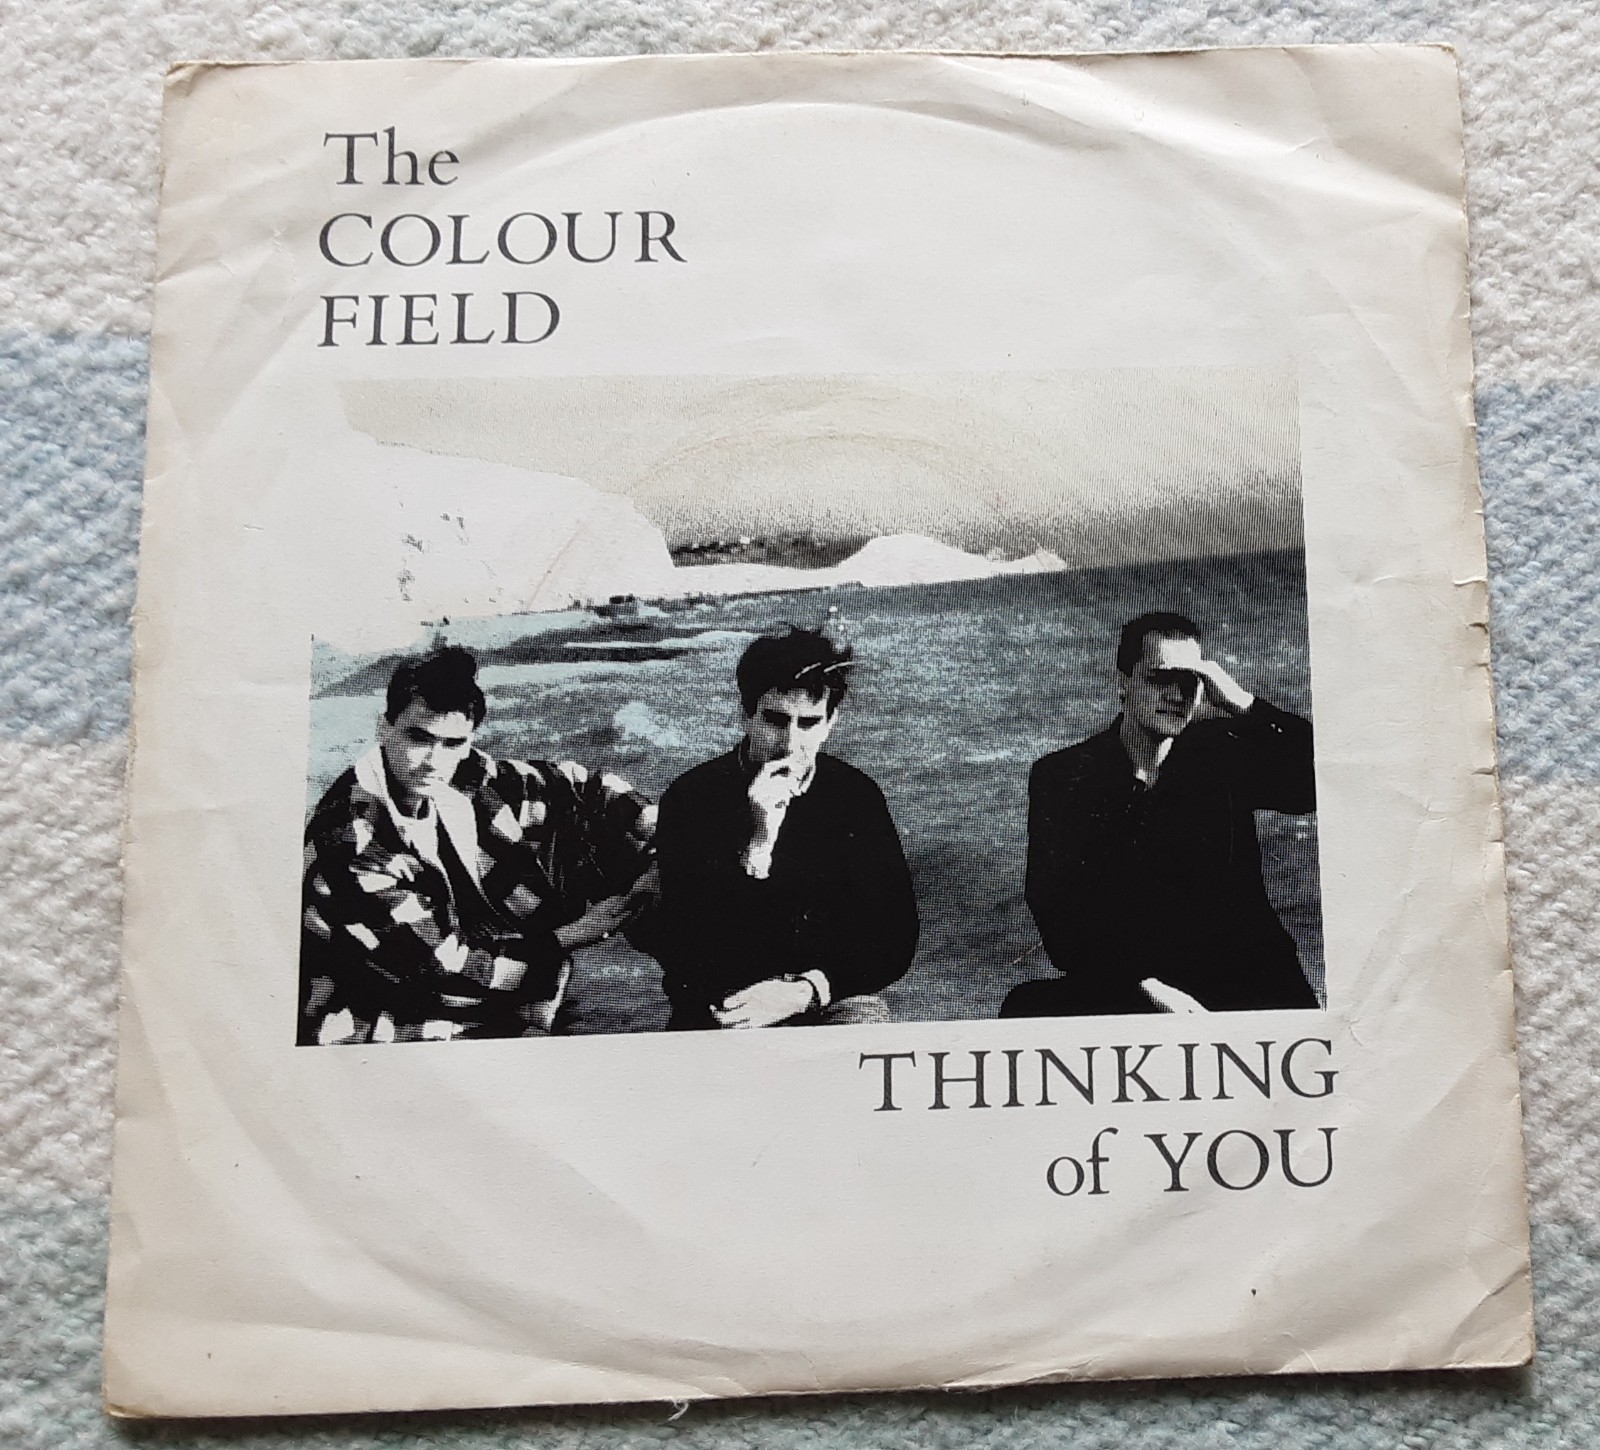 The
COLOUR
FIELD
THINKING
of YOU